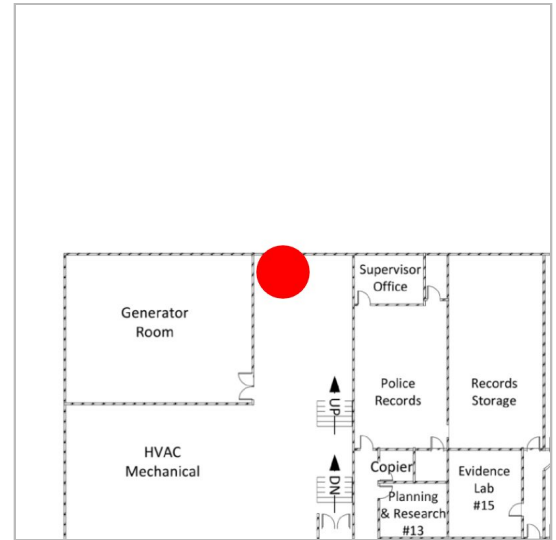 Supervisor
Office
Generator
Room
Police
Records
Records
Storage
UP
HVAC
Mechanical
Copier
Evidence
Lab
#15
DN
Planning
& Research
#13